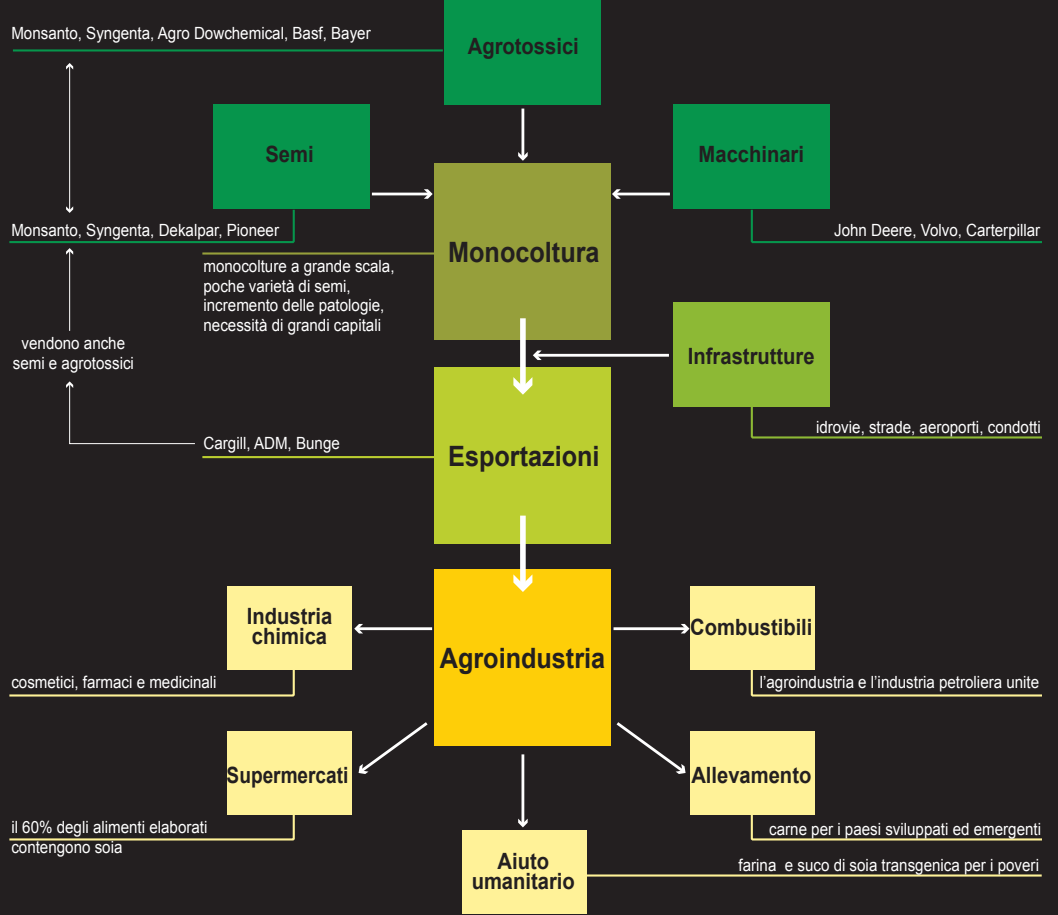 Monsanto, Syngenta, Agro Dowchemical, Basf, Bayer
Agrotossici
Semi
Macchinari
Monsanto, Syngenta, Dekalpar, Pioneer
John Deere, Volvo, Carterpillar
Monocoltura
monocolture a grande scala,
poche varietà di semi,
incremento delle patologie,
necessità di grandi capitali
vendono anche
semi e agrotossici
Infrastrutture
idrovie, strade, aeroporti, condotti
Cargill, ADM, Bunge
Esportazioni
Industria
chimica
Combustibili
Agroindustria
cosmetici, farmaci e medicinali
l'agroindustria e l'industria petroliera unite
Supermercati
Allevamento
il 60% degli alimenti elaborati
contengono soia
carne per i paesi sviluppati ed emergenti
Aiuto
umanitario
farina e suco di soia transgenica per i poveri